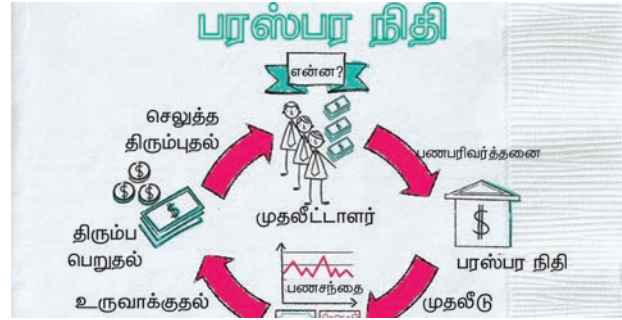 பரஸ்பர நிதி
என்ன?
செலுத்த
திரும்புதல்
பணபரிவர்த்தனை
முதலீட்டாளர்
திரும்ப
பெறுதல்
பரஸ்பர நிதி
பணசந்தை
உருவாக்குதல்
முதலீடு